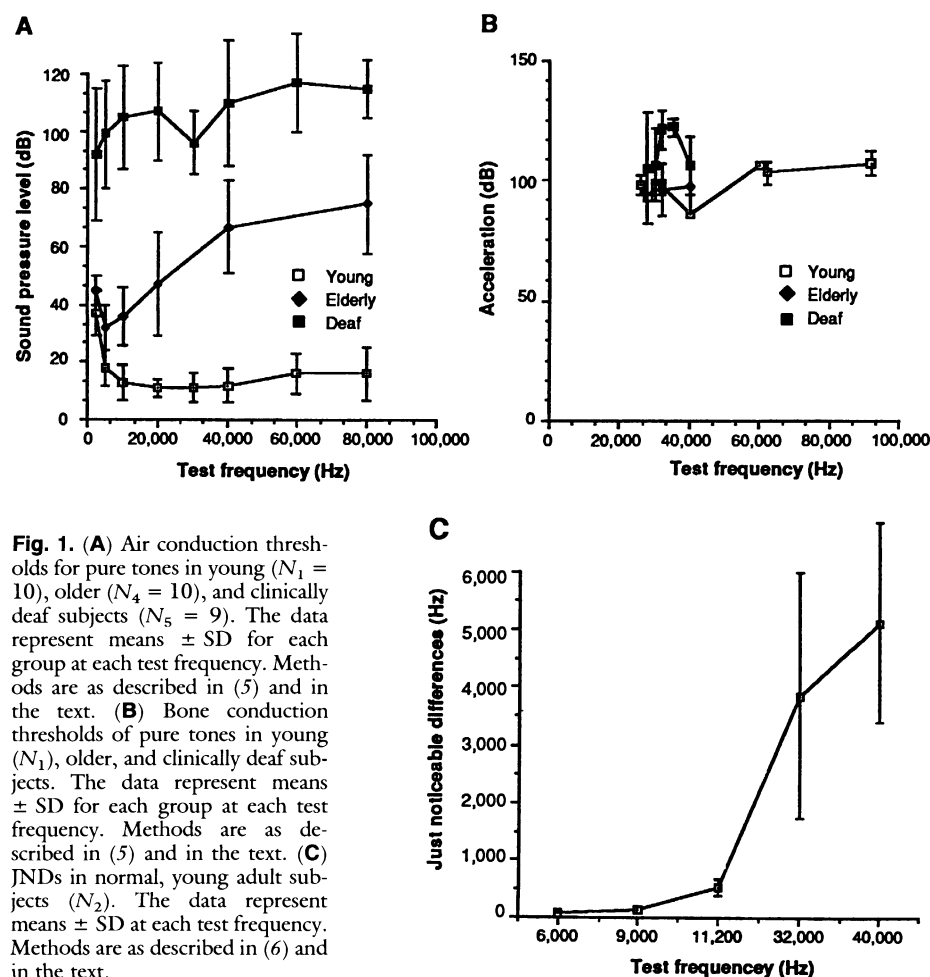 A
Sound pressure level (dB)
120
100
80
60
40
20
0
0 20,000 40,000 60,000 80,000 100,000
Test frequency (Hz)
Young
Elderly
Deaf
B
Acceleration (dB)
150
100
50
0
0 20,000 40,000 60,000 80,000 100,000
Test frequency (Hz)
Young
Elderly
Deaf
Fig. 1. (A) Air conduction thresh-
olds for pure tones in young (N1 =
10), older (N4 = 10), and clinically
deaf subjects (N5 = 9). The data
represent means ± SD for each
group at each test frequency. Meth-
ods are as described in (5) and in
the text. (B) Bone conduction
thresholds of pure tones in young
(N1), older, and clinically deaf sub-
jects. The data represent means
± SD for each group at each test
frequency. Methods are as de-
scribed in (5) and in the text. (C)
JNDs in normal, young adult sub-
jects (N2). The data represent
means ± SD at each test frequency.
Methods are as described in (6) and
in the text.
C
Just noticeable differences (Hz)
6,000
5,000
4,000
3,000
2,000
1,000
0
6,000 9,000 11,200 32,000 40,000
Test frequencey (Hz)